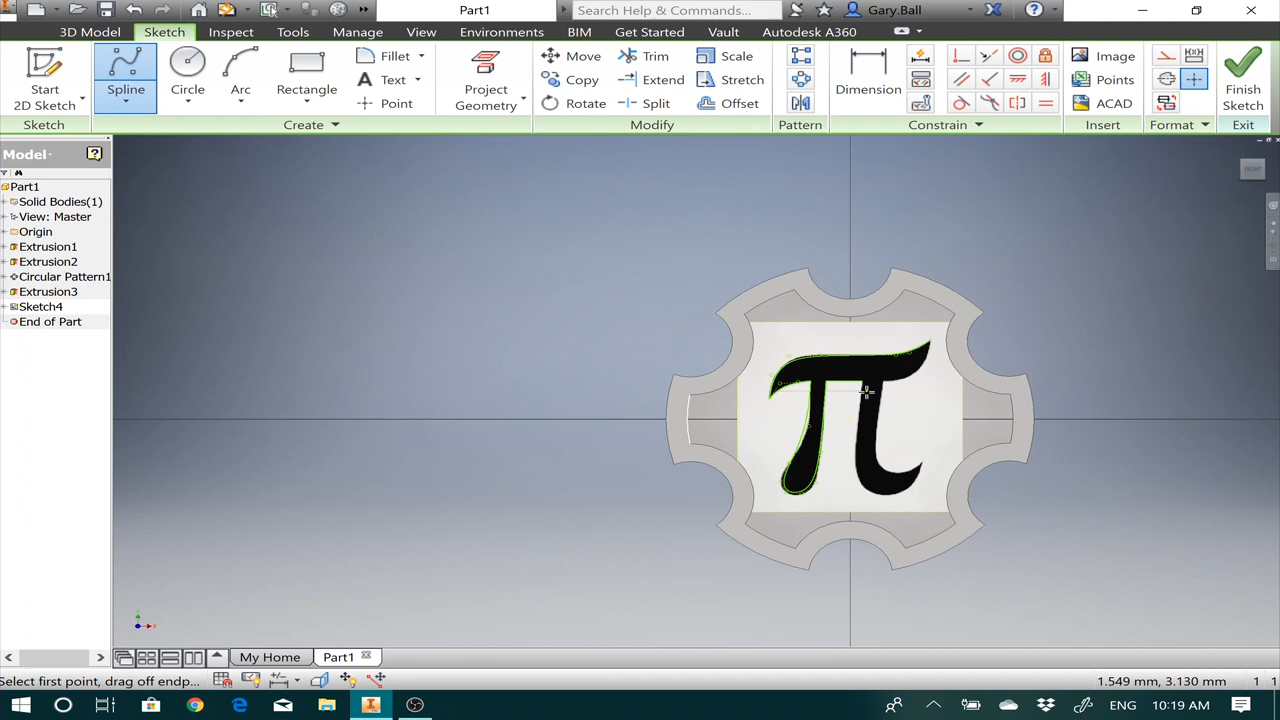 Part1
Search Help & Commands...
Gary.Ball
3D Model Sketch Inspect Tools Manage View Environments BIM Get Started Vault Autodesk A360
Start
2D Sketch
Spline
Circle
Arc
Rectangle
Fillet
Text
Point
Project
Geometry
Move
Copy
Rotate
Trim
Extend
Split
Scale
Stretch
Offset
Dimension
Image
Points
ACAD
Finish
Sketch
Sketch Create Modify Pattern Constrain Insert Format Exit
Model
Part1
Solid Bodies(1)
View: Master
Origin
Extrusion1
Extrusion2
Circular Pattern1
Extrusion3
Sketch4
End of Part
FRONT
π
My Home Part1
Select first point, drag off endp... 1.549 mm, 3.130 mm 1 1
ENG 10:19 AM